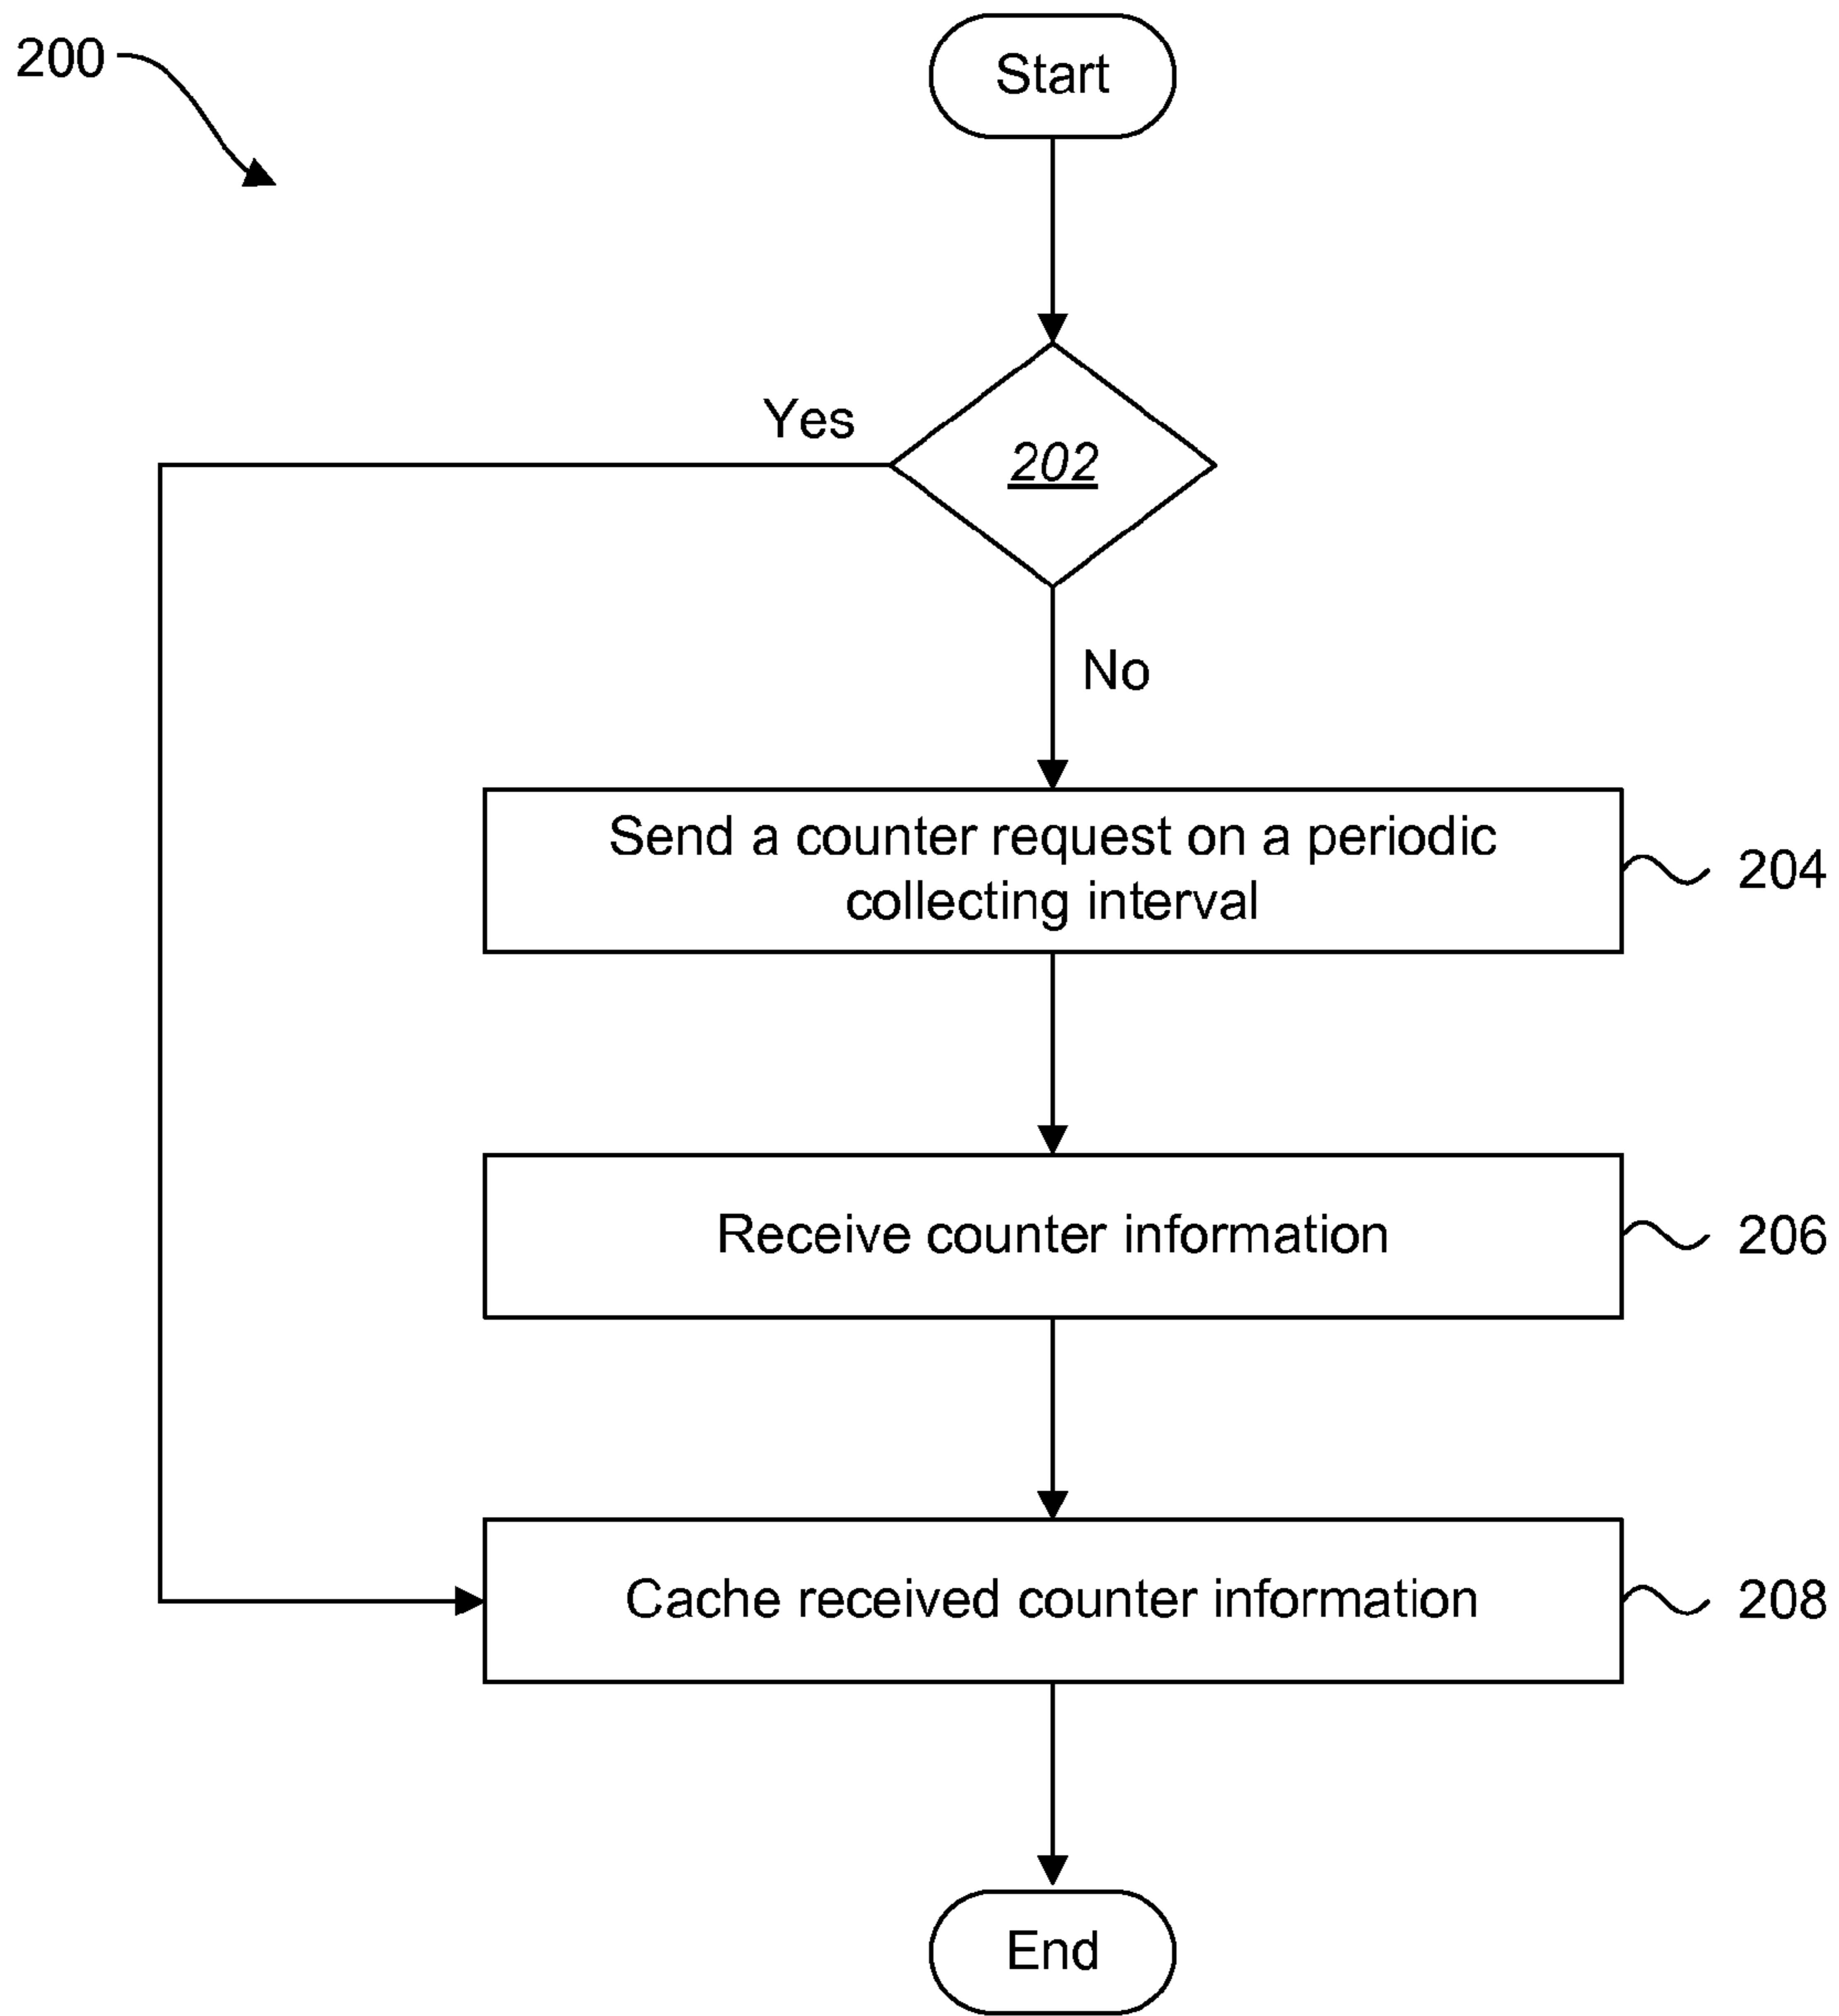 200
Start
Yes
202
No
Send a counter request on a periodic
collecting interval
204
Receive counter information
206
Cache received counter information
208
End